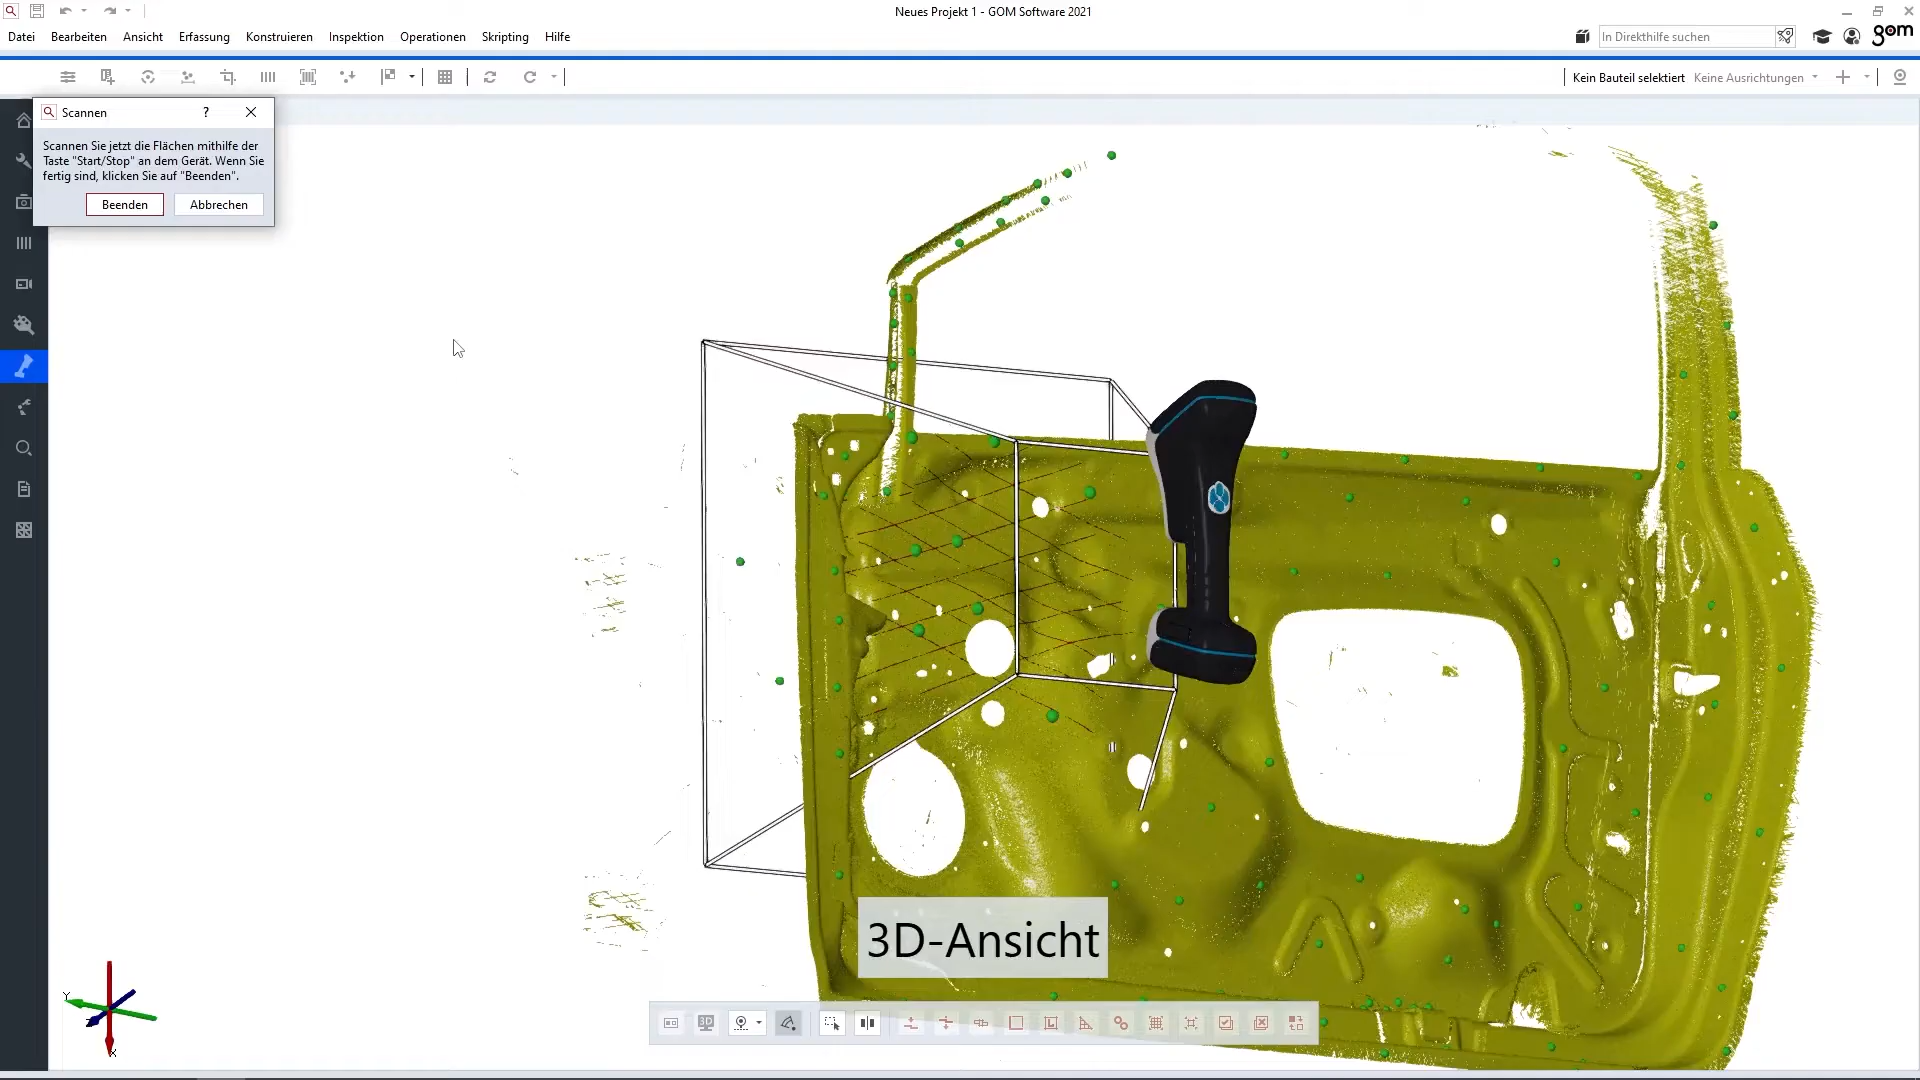 Neues Projekt 1 - GOM Software 2021
Datei Bearbeiten Ansicht Erfassung Konstruieren Inspektion Operationen Skripting Hilfe
In Direkthilfe suchen
gom
Kein Bauteil selektiert Keine Ausrichtungen
Scannen ?
Scannen Sie jetzt die Flächen mithilfe der
Taste "Start/Stop" an dem Gerät. Wenn Sie
fertig sind, klicken Sie auf "Beenden".
Beenden Abbrechen
3D-Ansicht
Y
Z
X
3D